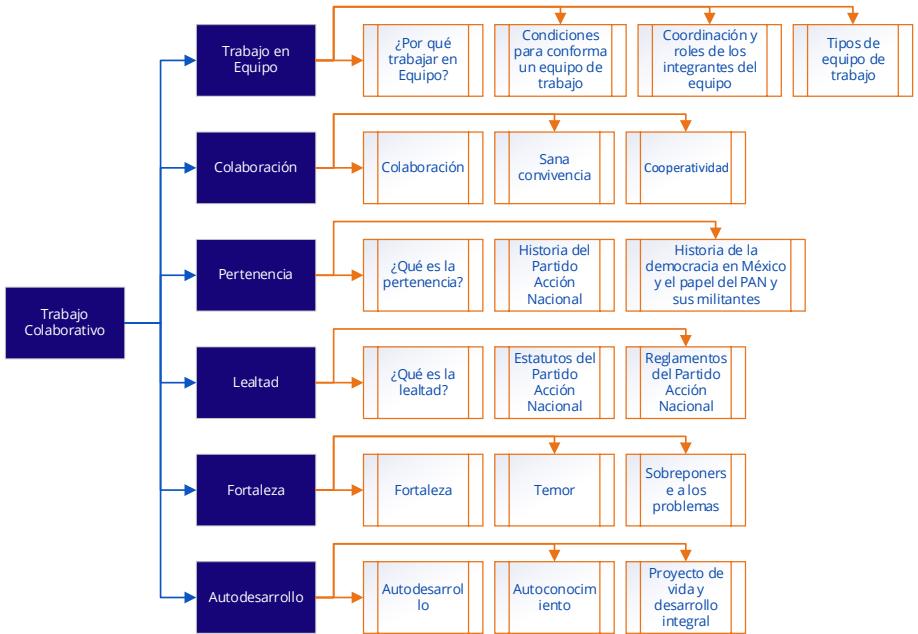 Trabajo en
Equipo
¿Por qué
trabajar en
Equipo?
Condiciones
para conforma
un equipo de
trabajo
Coordinación y
roles de los
integrantes del
equipo
Tipos de
equipo de
trabajo
Colaboración
Colaboración
Sana
convivencia
Cooperatividad
Pertenencia
¿Qué es la
pertenencia?
Historia del
Partido
Acción
Nacional
Historia de la
democracia en México
y el papel del PAN y
sus militantes
Trabajo
Colaborativo
Lealtad
¿Qué es la
lealtad?
Estatutos del
Partido
Acción
Nacional
Reglamentos
del Partido
Acción
Nacional
Fortaleza
Fortaleza
Temor
Sobreponers
e a los
problemas
Autodesarrollo
Autodesarrol
lo
Autoconocim
iento
Proyecto de
vida y
desarrollo
integral